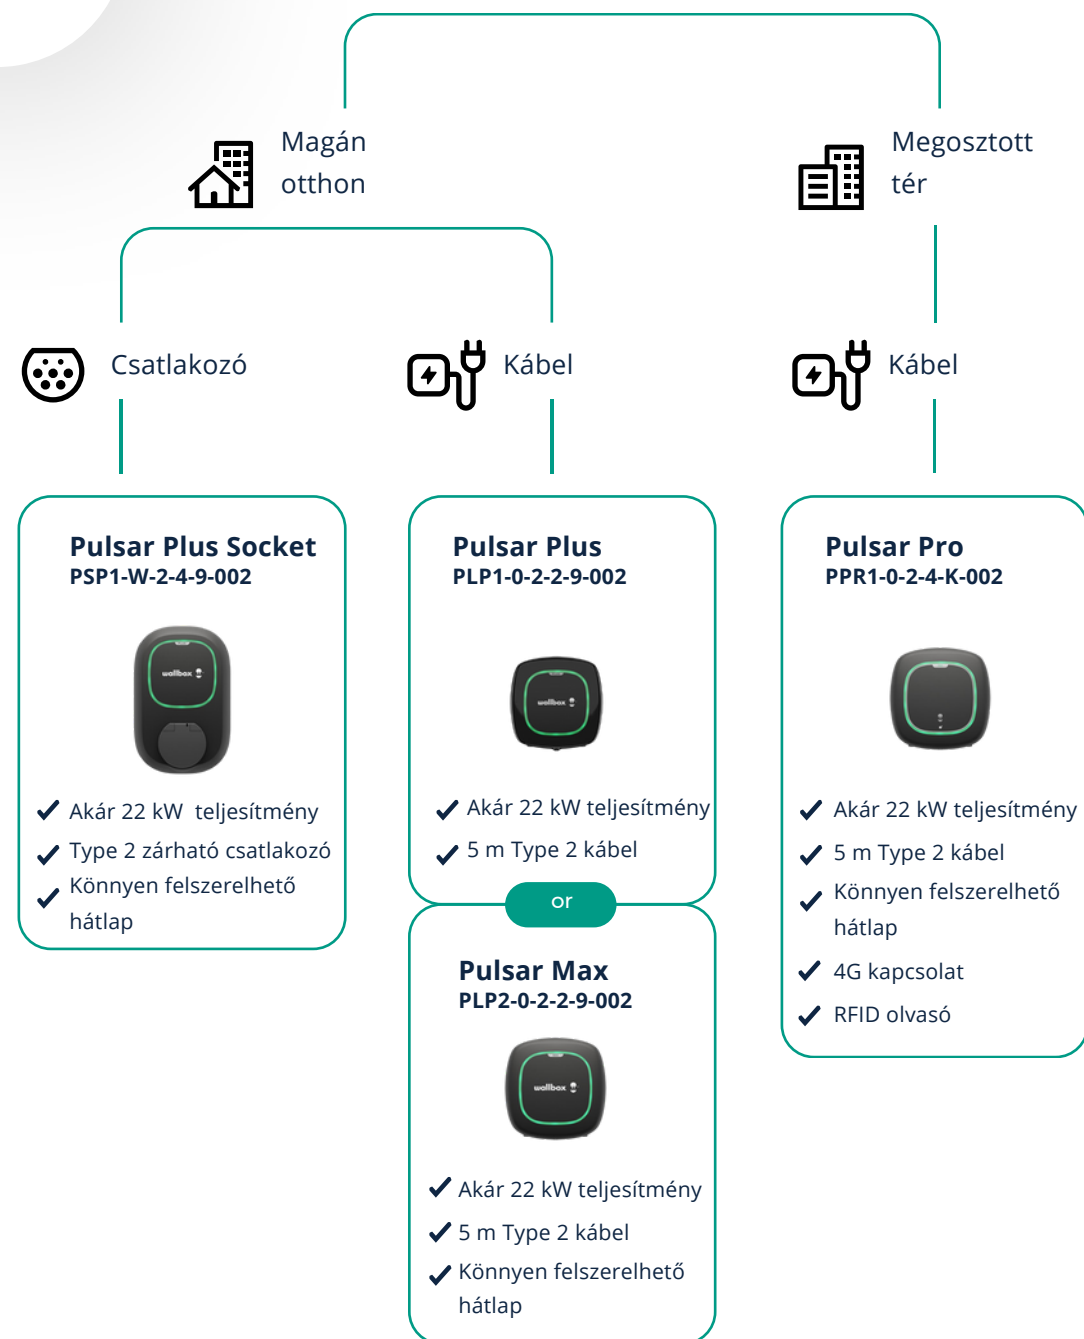 Magán
otthon
Megosztott
tér
Csatlakozó
Kábel
Kábel
Pulsar Plus Socket
PSP1-W-2-4-9-002
wallbox
Akár 22 kW  teljesítmény
Type 2 zárható csatlakozó
Könnyen felszerelhető
hátlap
Pulsar Plus
PLP1-0-2-2-9-002
wallbox
Akár 22 kW teljesítmény
5 m Type 2 kábel
or
Pulsar Max
PLP2-0-2-2-9-002
wallbox
Akár 22 kW teljesítmény
5 m Type 2 kábel
Könnyen felszerelhető
hátlap
Pulsar Pro
PPR1-0-2-4-K-002
Akár 22 kW teljesítmény
5 m Type 2 kábel
Könnyen felszerelhető
hátlap
4G kapcsolat
RFID olvasó